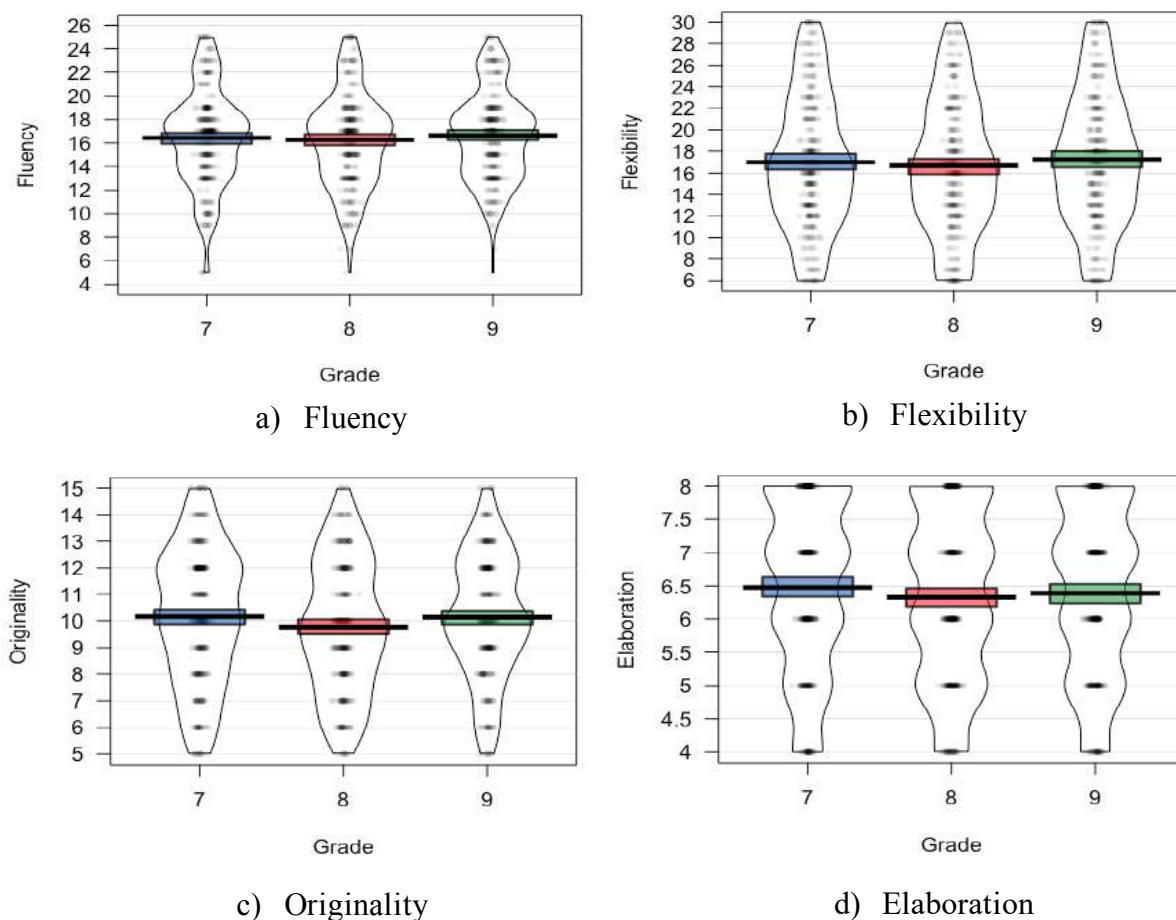 26
24
22
20
18
16
14
12
10
8
6
4
Fluency
7 8 9
Grade
a) Fluency
30
28
26
24
22
20
18
16
14
12
10
8
6
Flexibility
7 8 9
Grade
b) Flexibility
15
14
13
12
11
10
9
8
7
6
5
Originality
7 8 9
Grade
c) Originality
8
7.5
7
6.5
6
5.5
5
4.5
4
Elaboration
7 8 9
Grade
d) Elaboration